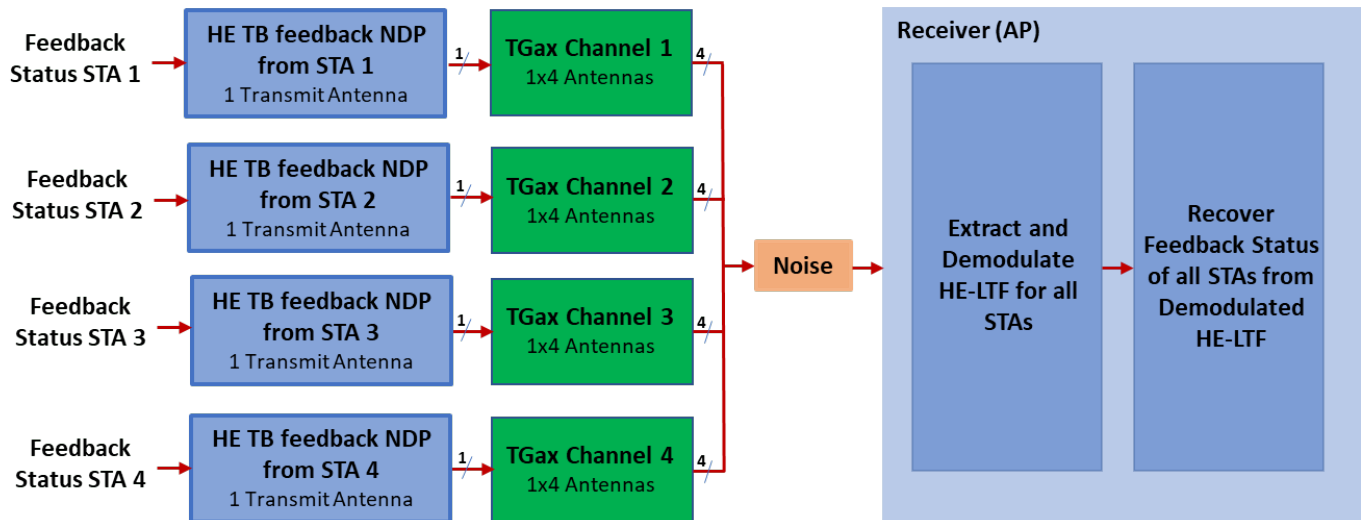 Feedback
Status STA 1
HE TB feedback NDP
from STA 1
1 Transmit Antenna
1
TGax Channel 1
1x4 Antennas
4
Feedback
Status STA 2
HE TB feedback NDP
from STA 2
1 Transmit Antenna
1
TGax Channel 2
1x4 Antennas
4
Feedback
Status STA 3
HE TB feedback NDP
from STA 3
1 Transmit Antenna
1
TGax Channel 3
1x4 Antennas
4
Feedback
Status STA 4
HE TB feedback NDP
from STA 4
1 Transmit Antenna
1
TGax Channel 4
1x4 Antennas
4
Noise
Receiver (AP)
Extract and
Demodulate
HE-LTF for all
STAs
Recover
Feedback Status
of all STAs from
Demodulated
HE-LTF